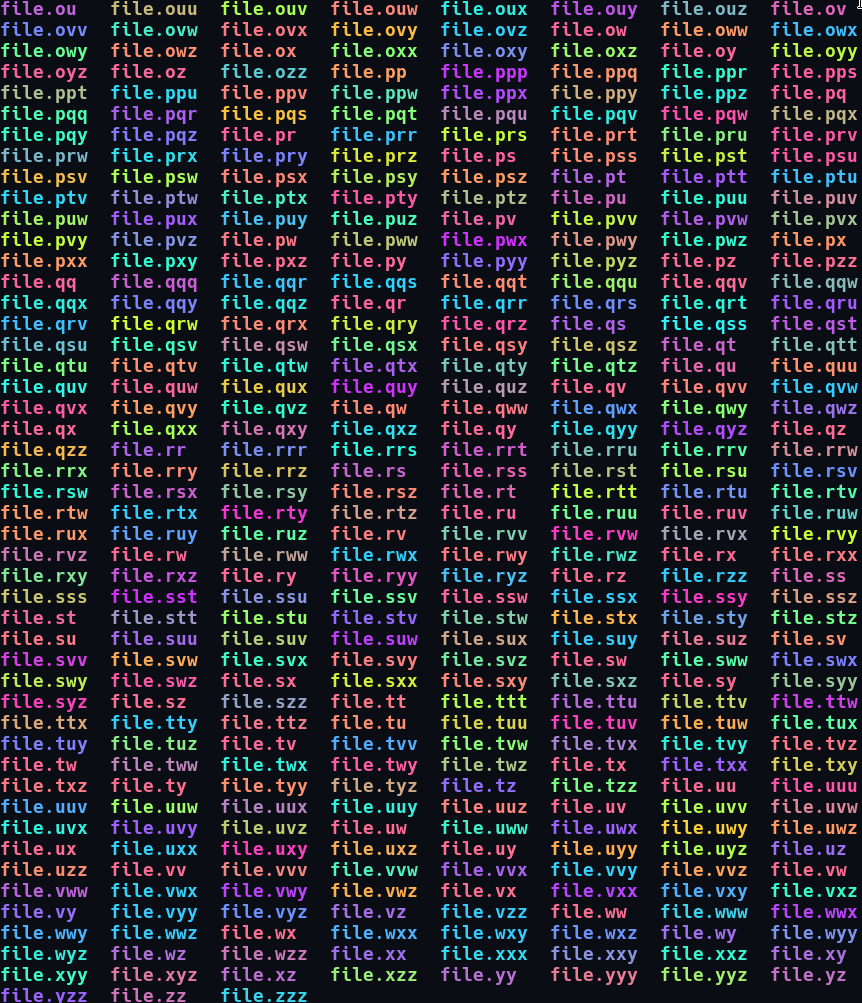 file.ou file.ouu file.ouv file.ouw file.oux file.ouy file.ouz file.ov
file.ovv file.ovw file.ovx file.ovy file.ovz file.ow file.oww file.owx
file.owy file.owz file.ox file.oxx file.oxy file.oxz file.oy file.oyy
file.oyz file.oz file.ozz file.pp file.ppp file.ppq file.ppr file.pps
file.ppt file.ppu file.ppv file.ppw file.ppx file.ppy file.ppz file.pq
file.pqq file.pqr file.pqs file.pqt file.pqu file.pqv file.pqw file.pqx
file.pqy file.pqz file.pr file.prr file.prs file.prt file.pru file.prv
file.prw file.prx file.pry file.prz file.ps file.pss file.pst file.psu
file.psv file.psw file.psx file.psy file.psz file.pt file.ptt file.ptu
file.ptv file.ptw file.ptx file.pty file.ptz file.pu file.puu file.puv
file.puw file.pux file.puy file.puz file.pv file.pvv file.pvw file.pvx
file.pvy file.pvz file.pw file.pww file.pwx file.pwy file.pwz file.px
file.pxx file.pxy file.pxz file.py file.pyy file.pyz file.pz file.pzz
file.qq file.qqq file.qqr file.qqs file.qqt file.qqu file.qqv file.qqw
file.qqx file.qqy file.qqz file.qr file.qrr file.qrs file.qrt file.qru
file.qrv file.qrw file.qrx file.qry file.qrz file.qs file.qss file.qst
file.qsu file.qsv file.qsw file.qsx file.qsy file.qsz file.qt file.qtt
file.qtu file.qtv file.qtw file.qtx file.qty file.qtz file.qu file.quu
file.quv file.quw file.qux file.quy file.quz file.qv file.qvv file.qvw
file.qvx file.qvy file.qvz file.qw file.qww file.qwx file.qwy file.qwz
file.qx file.qxx file.qxy file.qxz file.qy file.qyy file.qyz file.qz
file.qzz file.rr file.rrr file.rrs file.rrt file.rru file.rrv file.rrw
file.rrx file.rry file.rrz file.rs file.rss file.rst file.rsu file.rsv
file.rsw file.rsx file.rsy file.rsz file.rt file.rtt file.rtu file.rtv
file.rtw file.rtx file.rty file.rtz file.ru file.ruu file.ruv file.ruw
file.rux file.ruy file.ruz file.rv file.rvv file.rvw file.rvx file.rvy
file.rvz file.rw file.rww file.rwx file.rwy file.rwz file.rx file.rxx
file.rxy file.rxz file.ry file.ryy file.ryz file.rz file.rzz file.ss
file.sss file.sst file.ssu file.ssv file.ssw file.ssx file.ssy file.ssz
file.st file.stt file.stu file.stv file.stw file.stx file.sty file.stz
file.su file.suu file.suv file.suw file.sux file.suy file.suz file.sv
file.svv file.svw file.svx file.svy file.svz file.sw file.sww file.swx
file.swy file.swz file.sx file.sxx file.sxy file.sxz file.sy file.syy
file.syz file.sz file.szz file.tt file.ttt file.ttu file.ttv file.ttw
file.ttx file.tty file.ttz file.tu file.tuu file.tuv file.tuw file.tux
file.tuy file.tuz file.tv file.tvv file.tvw file.tvx file.tvy file.tvz
file.tw file.tww file.twx file.twy file.twz file.tx file.txx file.txy
file.txz file.ty file.tyy file.tyz file.tz file.tzz file.uu file.uuu
file.uuv file.uuw file.uux file.uuy file.uuz file.uv file.uvv file.uvw
file.uvx file.uvy file.uvz file.uw file.uww file.uwx file.uwy file.uwz
file.ux file.uxx file.uxy file.uxz file.uy file.uyy file.uyz file.uz
file.uzz file.vv file.vvv file.vvw file.vvx file.vvy file.vvz file.vw
file.vww file.vwx file.vwy file.vwz file.vx file.vxx file.vxy file.vxz
file.vy file.vyy file.vyz file.vz file.vzz file.ww file.www file.wwx
file.wwy file.wwz file.wx file.wxx file.wxy file.wxz file.wy file.wyy
file.wyz file.wz file.wzz file.xx file.xxx file.xxy file.xxz file.xy
file.xyy file.xyz file.xz file.xzz file.yy file.yyy file.yyz file.yz
file.yzz file.zz file.zzz